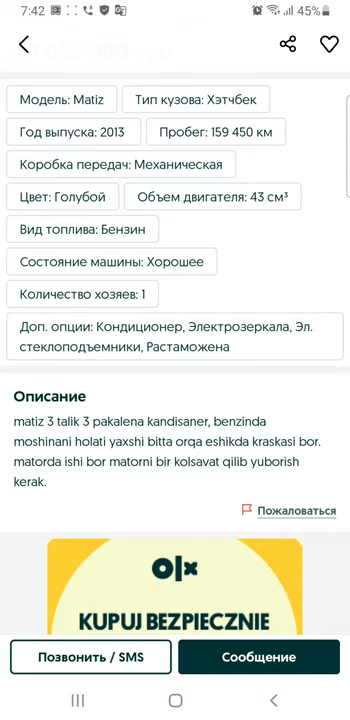 7:42
45%
Модель: Matiz
Тип кузова: Хэтчбек
Год выпуска: 2013
Пробег: 159 450 км
Коробка передач: Механическая
Цвет: Голубой
Объем двигателя: 43 см³
Вид топлива: Бензин
Состояние машины: Хорошее
Количество хозяев: 1
Доп. опции: Кондиционер, Электрозеркала, Эл.
стеклоподъемники, Растаможена
Описание
matiz 3 talik 3 pakalena kandisaner, benzinda
moshinani holati yaxshi bitta orqa eshikda kraskasi bor.
matorda ishi bor matorni bir kolsavat qilib yuborish
kerak.
Пожаловаться
olx
KUPUJ BEZPIECZNIE
Позвонить / SMS
Сообщение